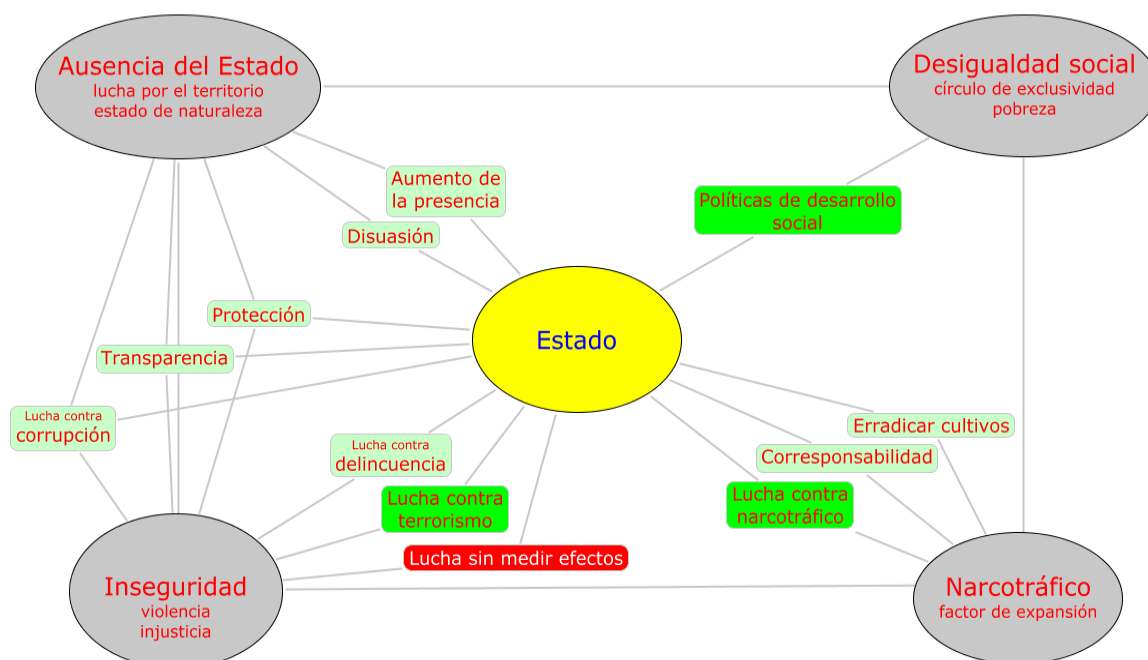 Ausencia del Estado
lucha por el territorio
estado de naturaleza
Desigualdad social
círculo de exclusividad
pobreza
Aumento de
la presencia
Disuasión
Políticas de desarrollo
social
Protección
Estado
Transparencia
Lucha contra
corrupción
Erradicar cultivos
Lucha contra
delincuencia
Corresponsabilidad
Lucha contra
terrorismo
Lucha contra
narcotráfico
Lucha sin medir efectos
Inseguridad
violencia
injusticia
Narcotráfico
factor de expansión